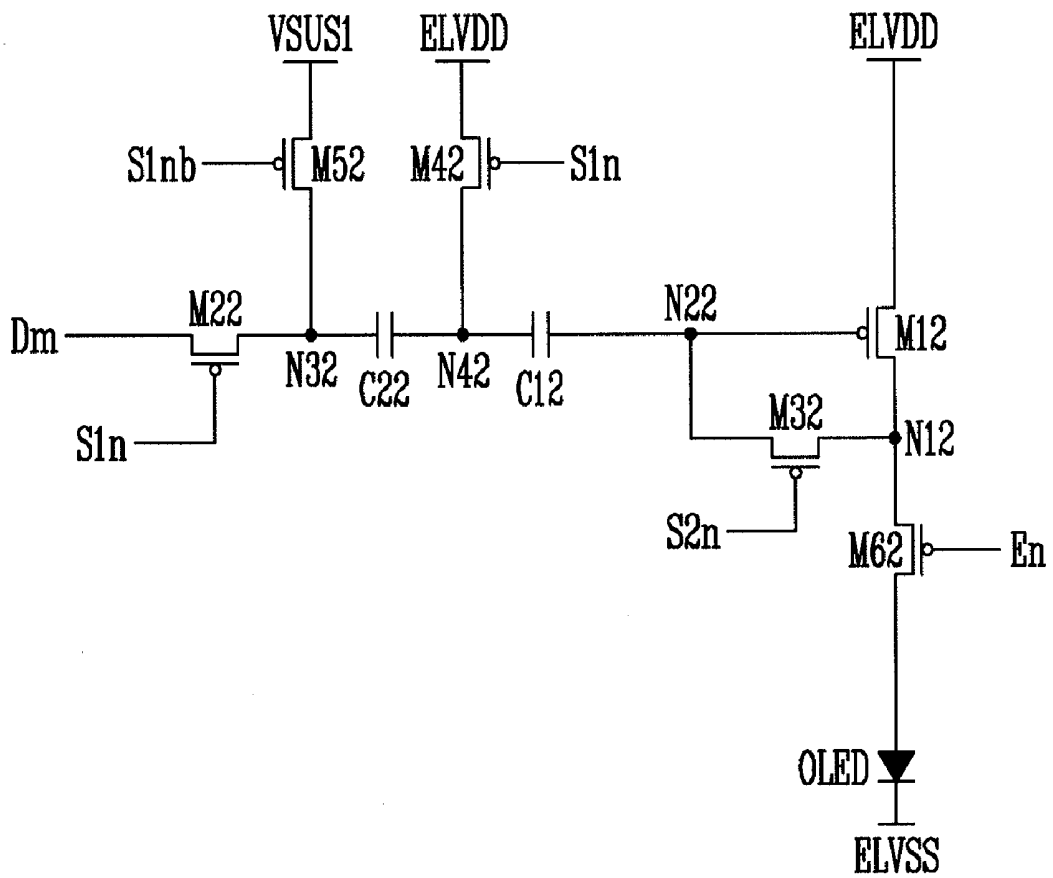 VSUS1
ELVDD
ELVDD
S1nb
M52
M42
S1n
M22
N22
Dm
M12
N32
N42
C22
C12
M32
S1n
N12
S2n
M62
En
OLED
ELVSS